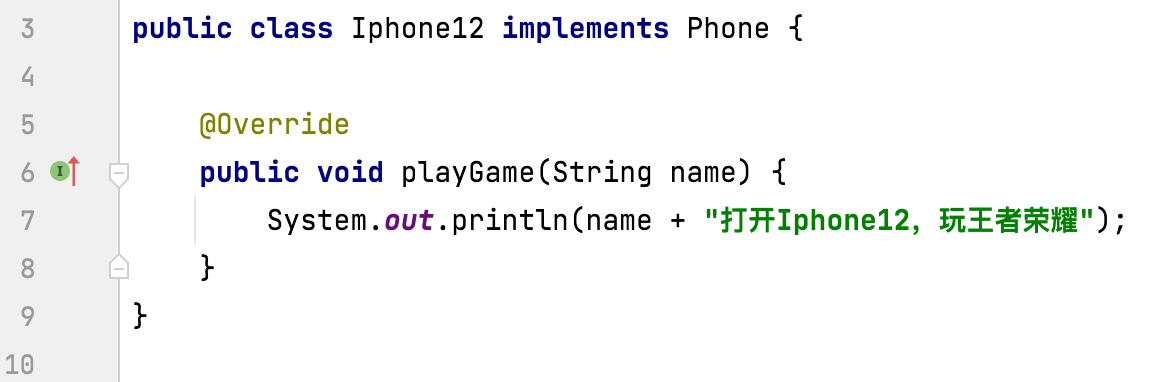 3 public class Iphone12 implements Phone {
4
5     @Override
6 I   public void playGame(String name) {
7         System.out.println(name + "打开Iphone12，玩王者荣耀");
8     }
9 }
10